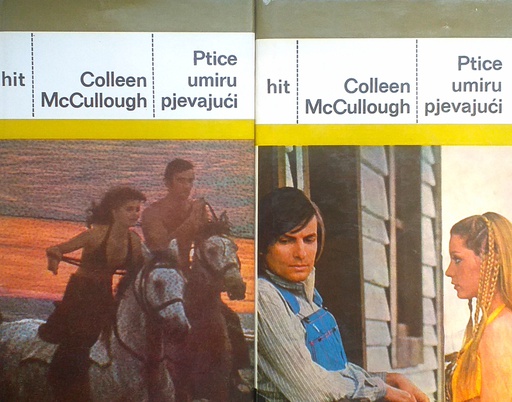 hit
Colleen
McCullough
Ptice
umiru
pjevajući
hit
Colleen
McCullough
Ptice
umiru
pjevajući